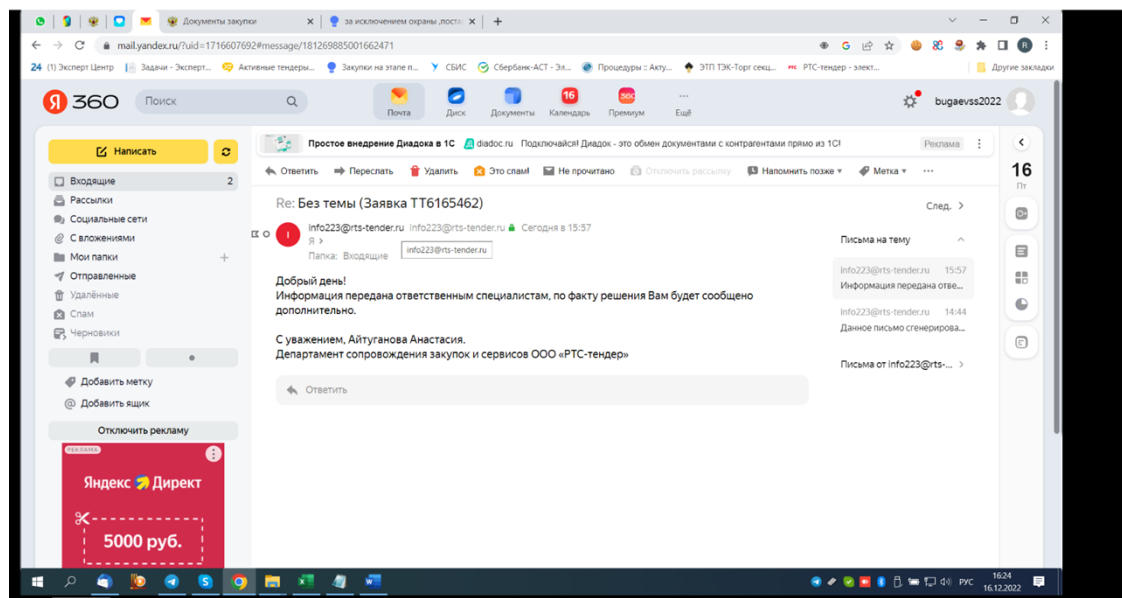 Документы закупки
за исключением охраны ,поста
mail.yandex.ru/?uid=1716607692#message/181269885001662471
24 (1) Эксперт Центр
Задачи - Эксперт...
Активные тендеры...
Закупки на этапе п...
СБИС
Сбербанк-АСТ - Эл...
Процедуры :: Акту...
ЭТП ТЭК-Торг секц...
РТС-тендер - элект...
Другие закладки
Я 360
Поиск
Почта
Диск
Документы
16
Календарь
360
Премиум
Ещё
bugaevss2022
Написать
Простое внедрение Диадока в 1С diadoc.ru Подключайся! Диадок - это обмен документами с контрагентами прямо из 1С!
Реклама
16
Пт
Ответить
Переслать
Удалить
Это спам!
Не прочитано
Отключить рассылку
Напомнить позже
Метка
Входящие 2
Рассылки
Социальные сети
С вложениями
Мои папки
Отправленные
Удалённые
Спам
Черновики
Добавить метку
Добавить ящик
Отключить рекламу
РЕКЛАМА
Яндекс Директ
5000 руб.
Re: Без темы (Заявка TT6165462)
След.
info223@rts-tender.ru info223@rts-tender.ru Сегодня в 15:57
Я
info223@rts-tender.ru
Папка: Входящие
Добрый день!
Информация передана ответственным специалистам, по факту решения Вам будет сообщено
дополнительно.
С уважением, Айтуганова Анастасия.
Департамент сопровождения закупок и сервисов ООО «РТС-тендер»
Ответить
Письма на тему
info223@rts-tender.ru 15:57
Информация передана отве...
info223@rts-tender.ru 14:44
Данное письмо сгенерирова...
Письма от info223@rts-...
РУС
16:24
16.12.2022